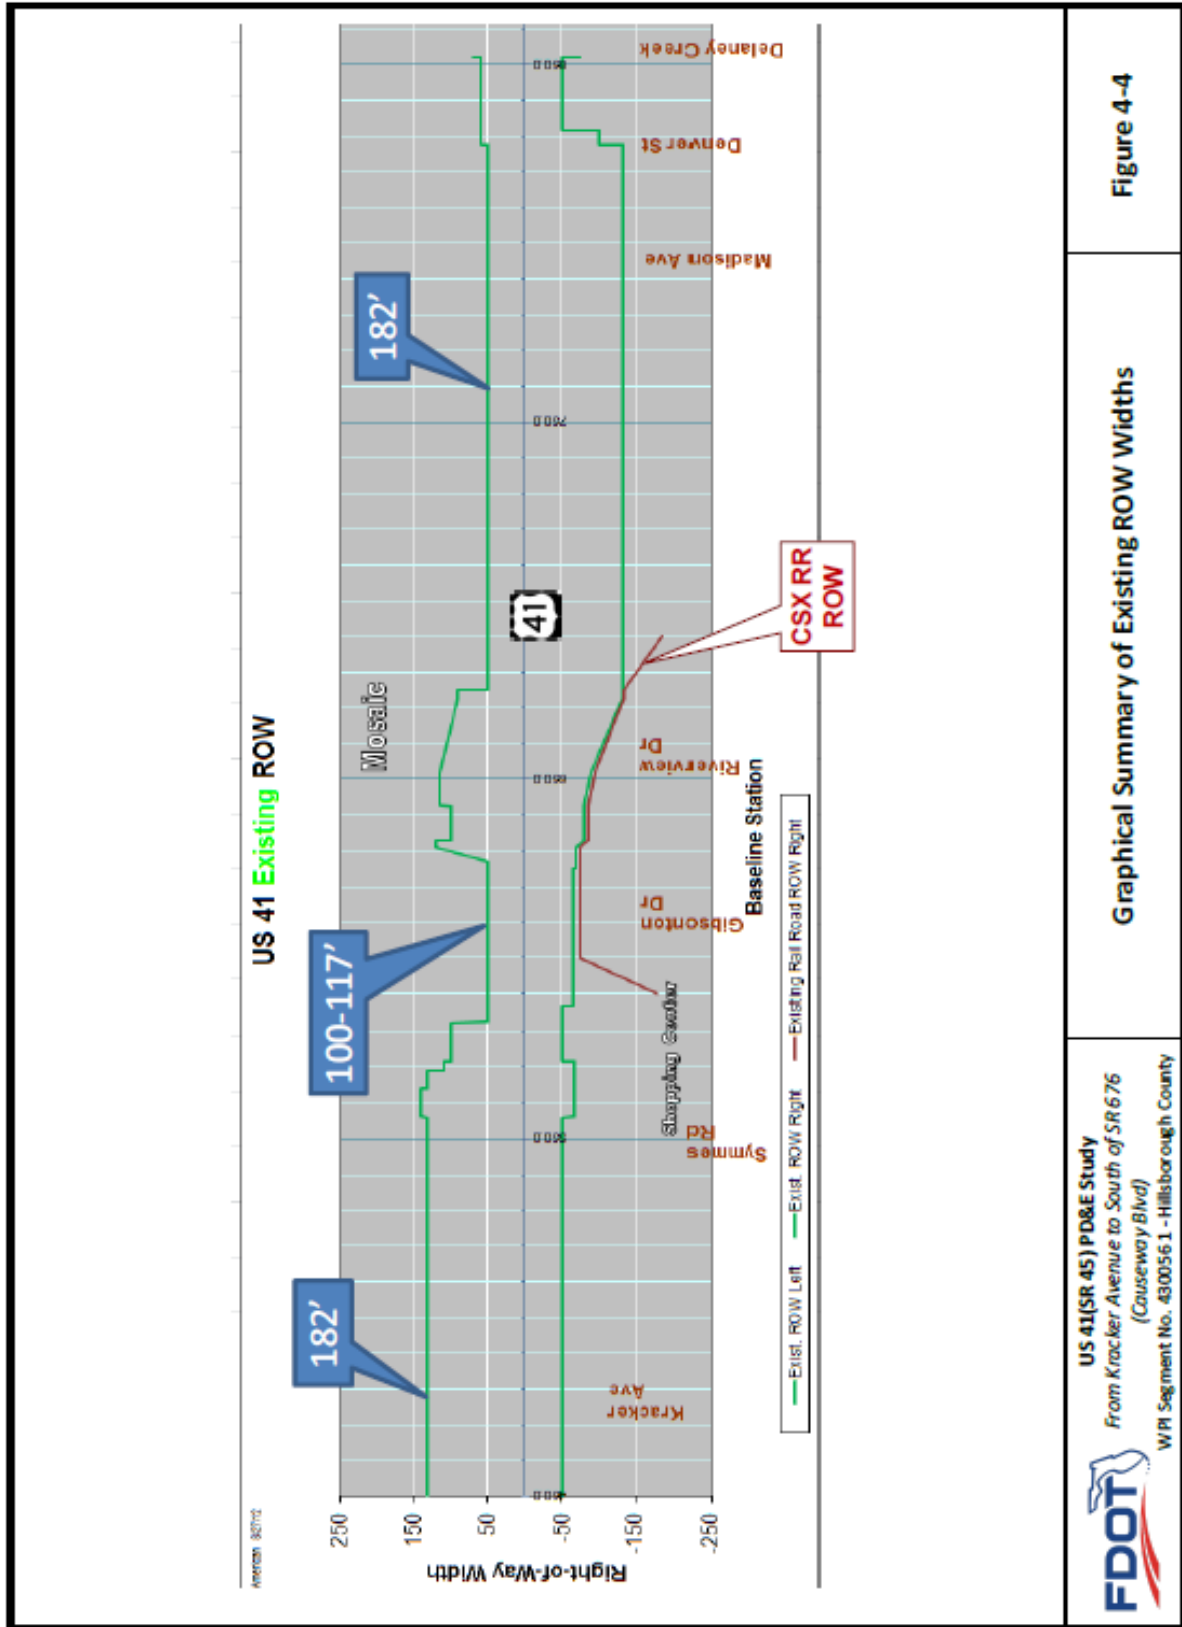 US 41 Existing ROW
250
150
50
-50
-150
-250
Right-of-Way Width
182'
100-117'
182'
Mosaic
41
CSX RR
ROW
Kracker
Ave
Symmes
Rd
Shopping Center
Gibsonton
Dr
Riverview
Dr
Madison Ave
Denver St
Delaney Creek
Baseline Station
Exist. ROW Left
Exist. ROW Right
Existing Rail Road ROW Right
FDOT
US 41(SR 45) PD&E Study
From Kracker Avenue to South of SR 676
(Causeway Blvd)
WPI Segment No. 430056 1 - Hillsborough County
Graphical Summary of Existing ROW Widths
Figure 4-4